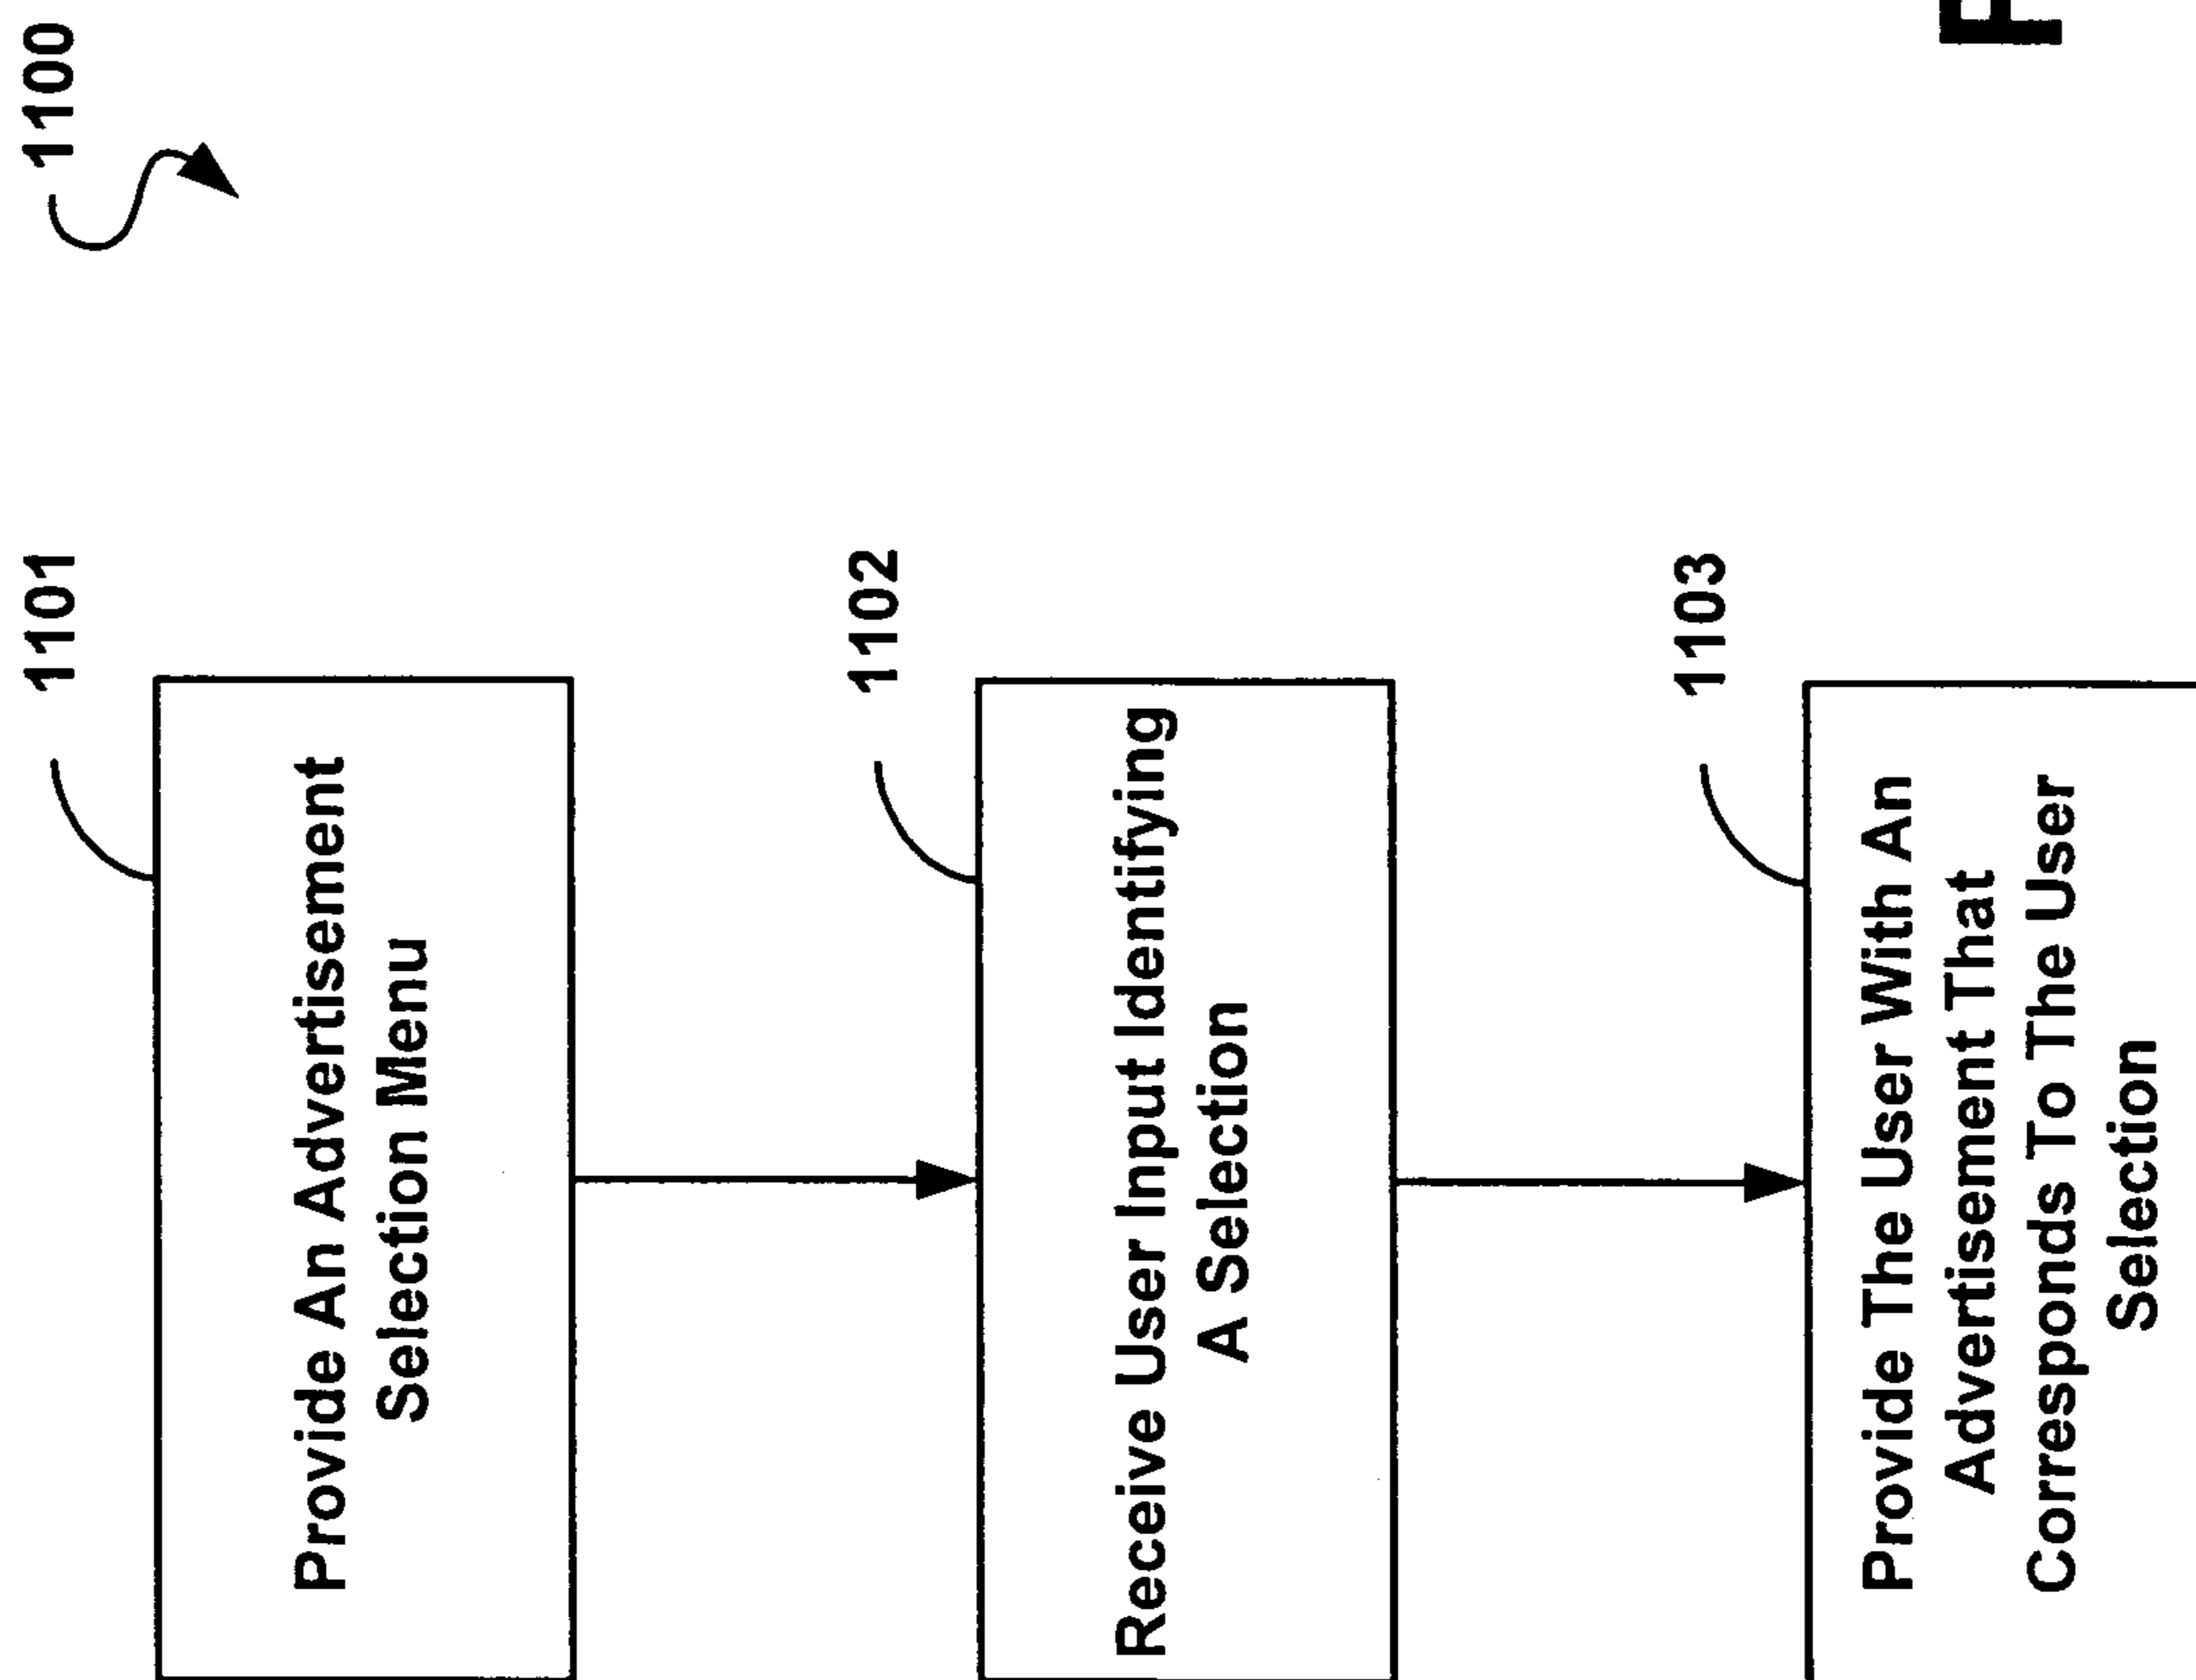 1100
1101
Provide An Advertisement
Selection Menu
1102
Receive User Input Identifying
A Selection
1103
Provide The User With An
Advertisement That
Corresponds To The User
Selection